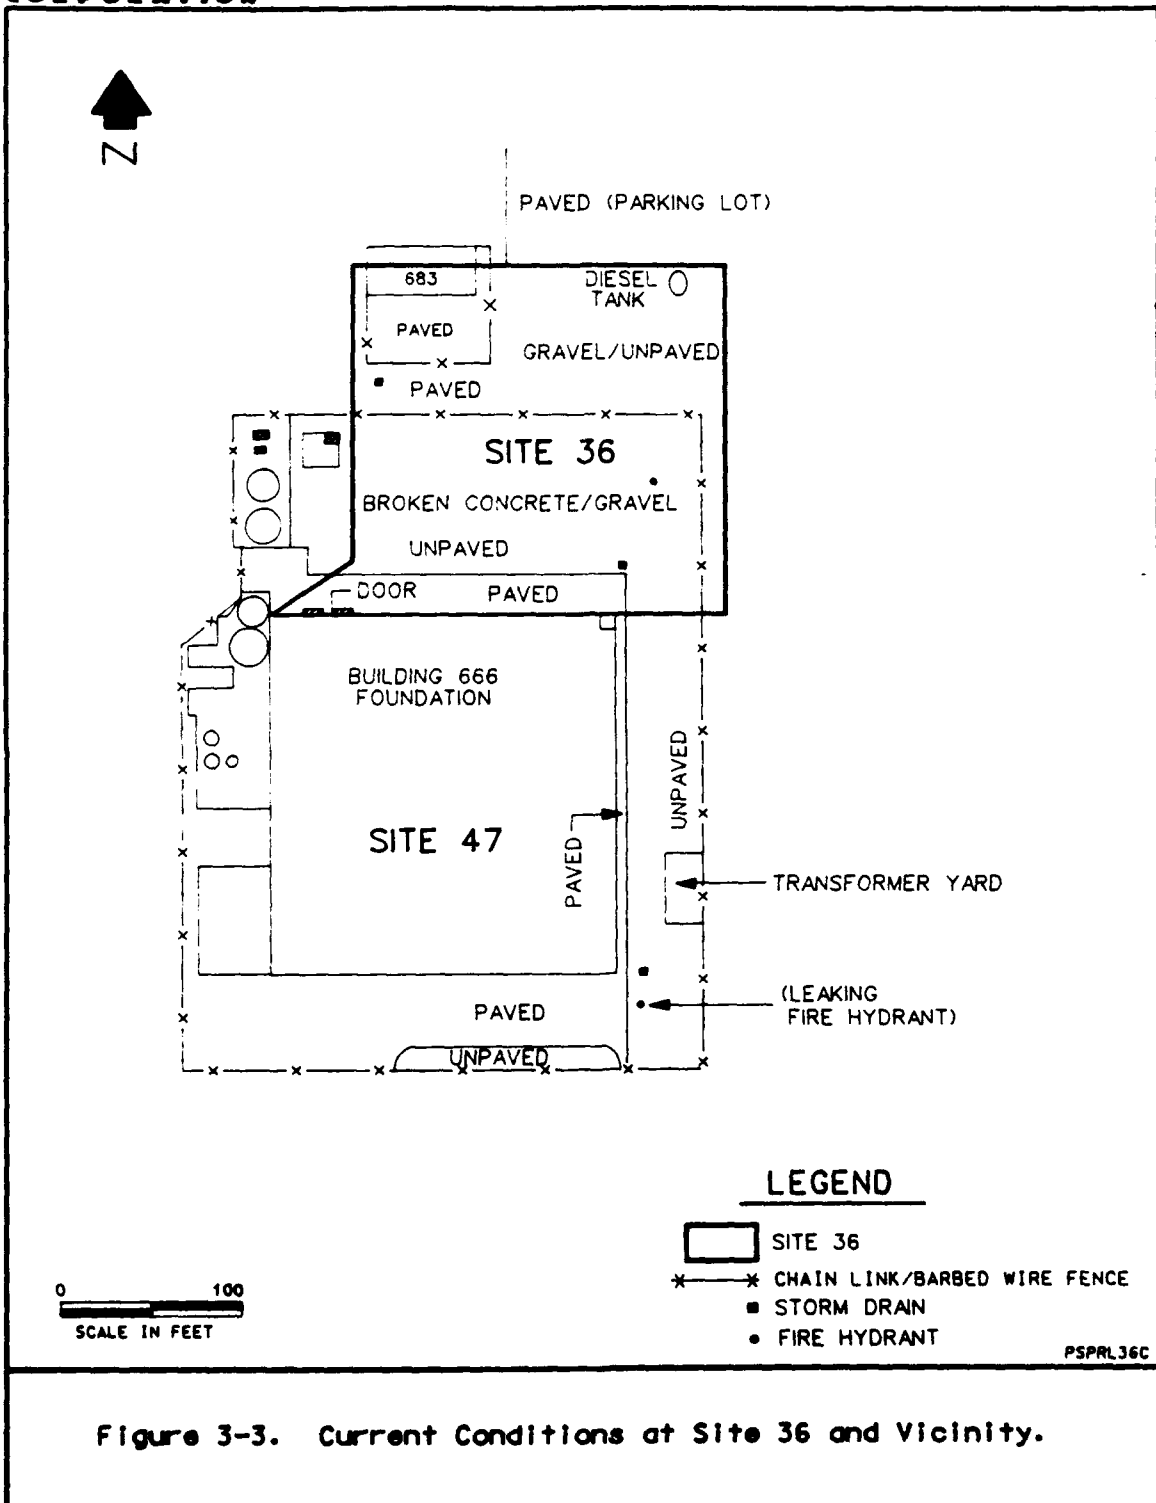 N
PAVED (PARKING LOT)
683
DIESEL
TANK
PAVED
GRAVEL/UNPAVED
PAVED
SITE 36
BROKEN CONCRETE/GRAVEL
UNPAVED
DOOR
PAVED
BUILDING 666
FOUNDATION
UNPAVED
SITE 47
PAVED
TRANSFORMER YARD
(LEAKING
FIRE HYDRANT)
PAVED
UNPAVED
LEGEND
SITE 36
CHAIN LINK/BARBED WIRE FENCE
STORM DRAIN
FIRE HYDRANT
0 100
SCALE IN FEET
PSPRL36C
Figure 3-3. Current Conditions at Site 36 and Vicinity.